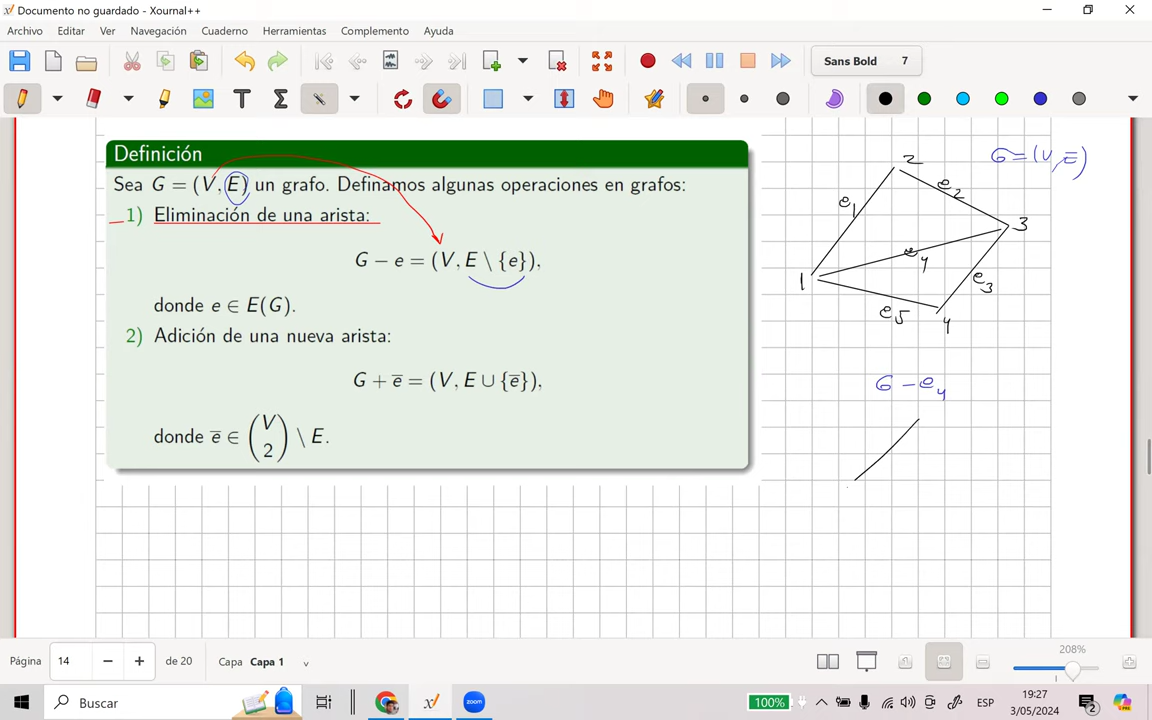 Documento no guardado - Xournal++
Archivo Editar Ver Navegación Cuaderno Herramientas Complemento Ayuda
Sans Bold 7
Definición
Sea G = (V, E) un grafo. Definamos algunas operaciones en grafos:
1) Eliminación de una arista:
G − e = (V, E \ {e}),
donde e ∈ E(G).
2) Adición de una nueva arista:
G + e̅ = (V, E ∪ {e̅}),
donde e̅ ∈ (V 2) \ E.
G = (V, E)
2
e2
e1
3
e4
1
e3
e5
4
G − e4
Página 14 de 20 Capa Capa 1
208%
Buscar
zoom
100%
ESP
19:27
3/05/2024
2